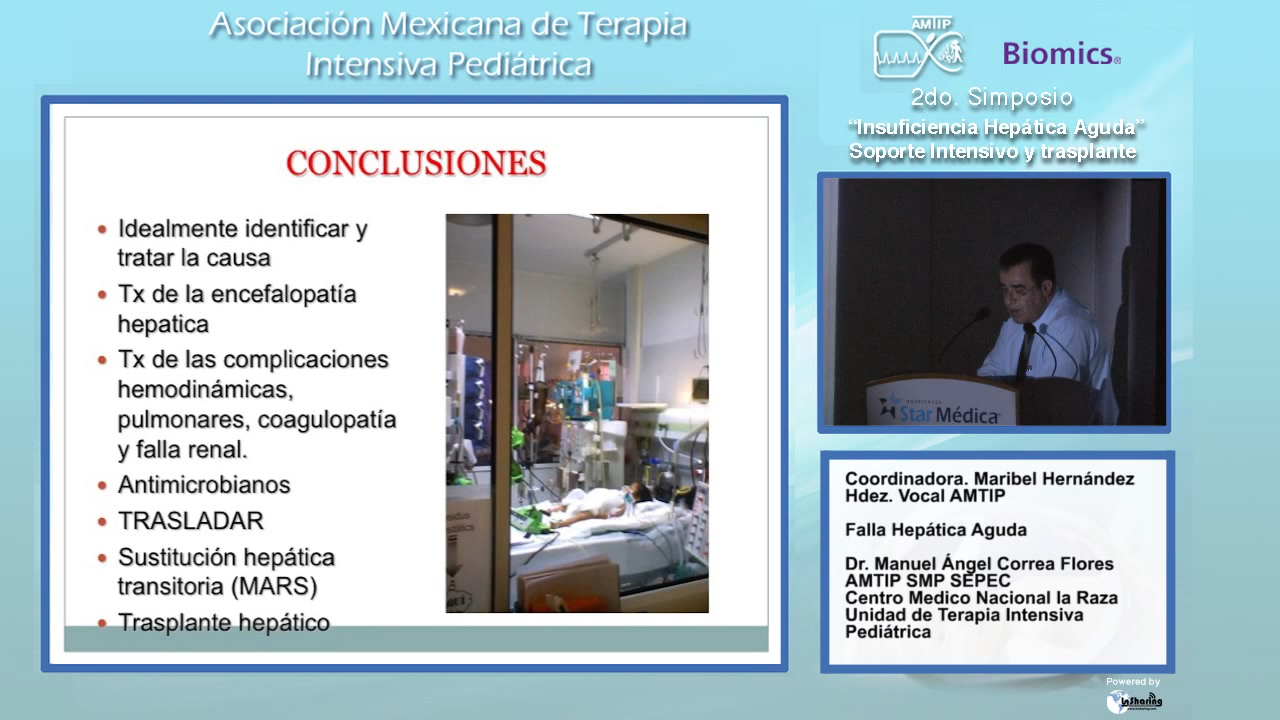 Asociación Mexicana de Terapia
Intensiva Pediátrica
AMTIP
Biomics®
2do. Simposio
“Insuficiencia Hepática Aguda”
Soporte Intensivo y trasplante
CONCLUSIONES
• Idealmente identificar y
tratar la causa
• Tx de la encefalopatía
hepatica
• Tx de las complicaciones
hemodinámicas,
pulmonares, coagulopatía
y falla renal.
• Antimicrobianos
• TRASLADAR
• Sustitución hepática
transitoria (MARS)
• Trasplante hepático
HOSPITALES
Star Médica
Coordinadora. Maribel Hernández
Hdez. Vocal AMTIP
Falla Hepática Aguda
Dr. Manuel Ángel Correa Flores
AMTIP SMP SEPEC
Centro Medico Nacional la Raza
Unidad de Terapia Intensiva
Pediátrica
Powered by
InSharing